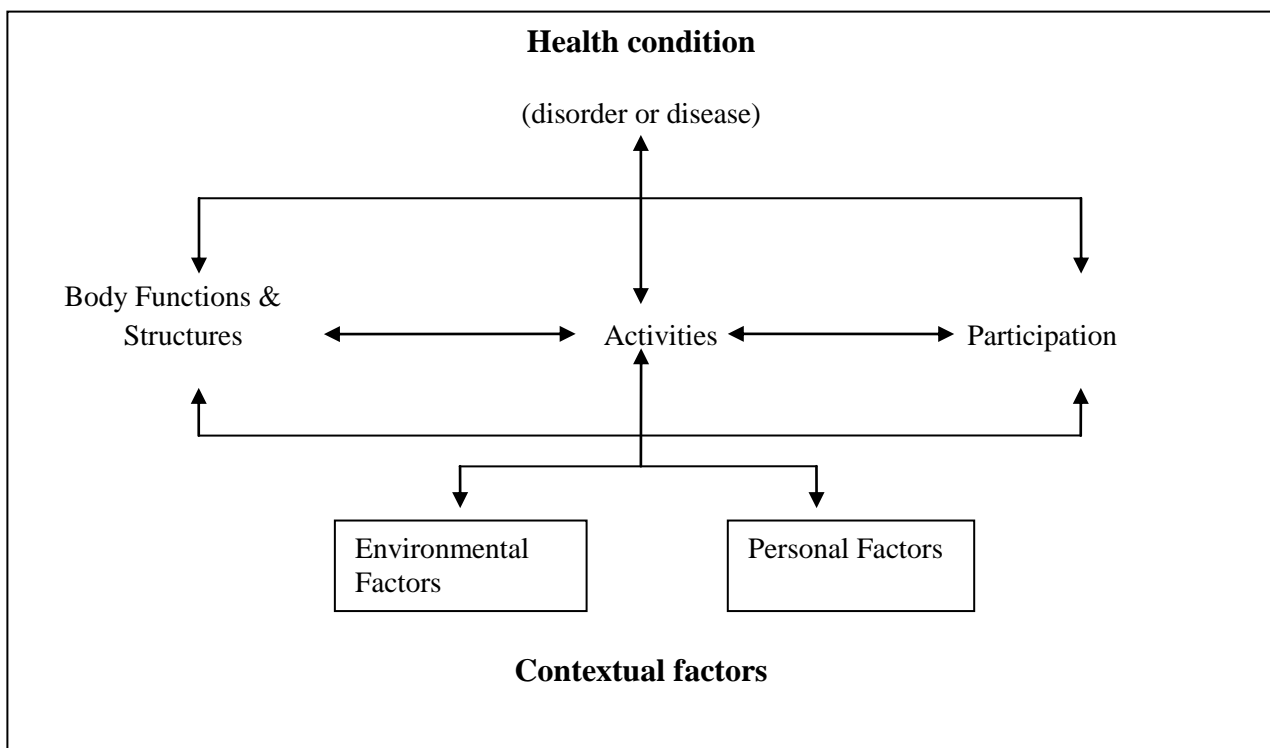 Health condition
(disorder or disease)
Body Functions &
Structures
Activities
Participation
Environmental
Factors
Personal Factors
Contextual factors